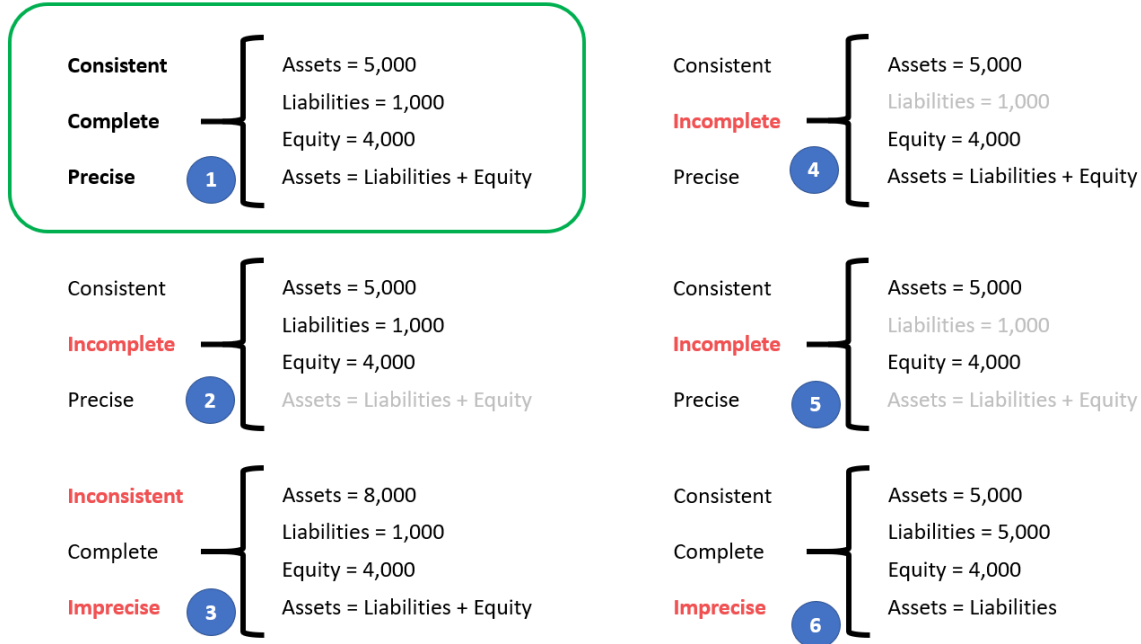 Consistent
Complete
Precise
1
Assets = 5,000
Liabilities = 1,000
Equity = 4,000
Assets = Liabilities + Equity
Consistent
Incomplete
Precise
4
Assets = 5,000
Liabilities = 1,000
Equity = 4,000
Assets = Liabilities + Equity
Consistent
Incomplete
Precise
2
Assets = 5,000
Liabilities = 1,000
Equity = 4,000
Assets = Liabilities + Equity
Consistent
Incomplete
Precise
5
Assets = 5,000
Liabilities = 1,000
Equity = 4,000
Assets = Liabilities + Equity
Inconsistent
Complete
Imprecise
3
Assets = 8,000
Liabilities = 1,000
Equity = 4,000
Assets = Liabilities + Equity
Consistent
Complete
Imprecise
6
Assets = 5,000
Liabilities = 5,000
Equity = 4,000
Assets = Liabilities